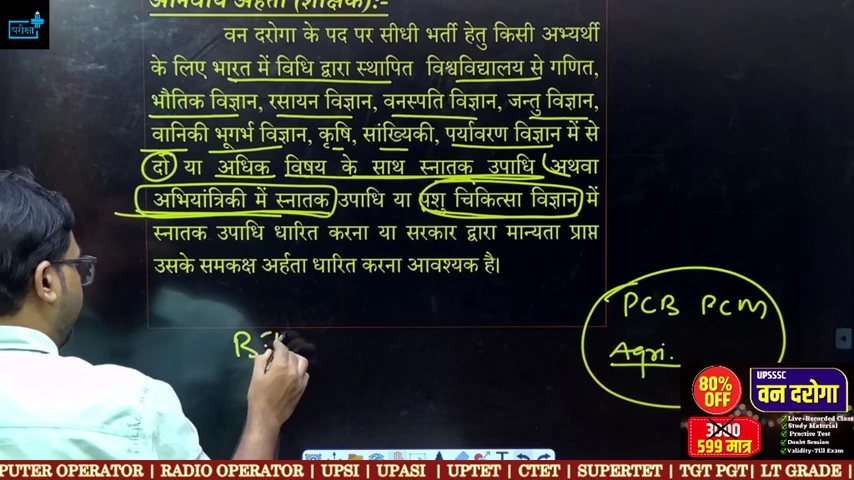 परीक्षा
अनिवार्य अर्हता (शैक्षिक):-
वन दरोगा के पद पर सीधी भर्ती हेतु किसी अभ्यर्थी
के लिए भारत में विधि द्वारा स्थापित विश्वविद्यालय से गणित,
भौतिक विज्ञान, रसायन विज्ञान, वनस्पति विज्ञान, जन्तु विज्ञान,
वानिकी भूगर्भ विज्ञान, कृषि, सांख्यिकी, पर्यावरण विज्ञान में से
दो या अधिक विषय के साथ स्नातक उपाधि अथवा
अभियांत्रिकी में स्नातक उपाधि या पशु चिकित्सा विज्ञान में
स्नातक उपाधि धारित करना या सरकार द्वारा मान्यता प्राप्त
उसके समकक्ष अर्हता धारित करना आवश्यक है।
PCB PCM
Agri.
B
80%
OFF
UPSSSC
वन दरोगा
599 मात्र
Live+Recorded Class
Study Material
Practice Test
Doubt Session
Validity-Till Exam
PUTER OPERATOR | RADIO OPERATOR | UPSI | UPASI | UPTET | CTET | SUPERTET | TGT PGT| LT GRADE |